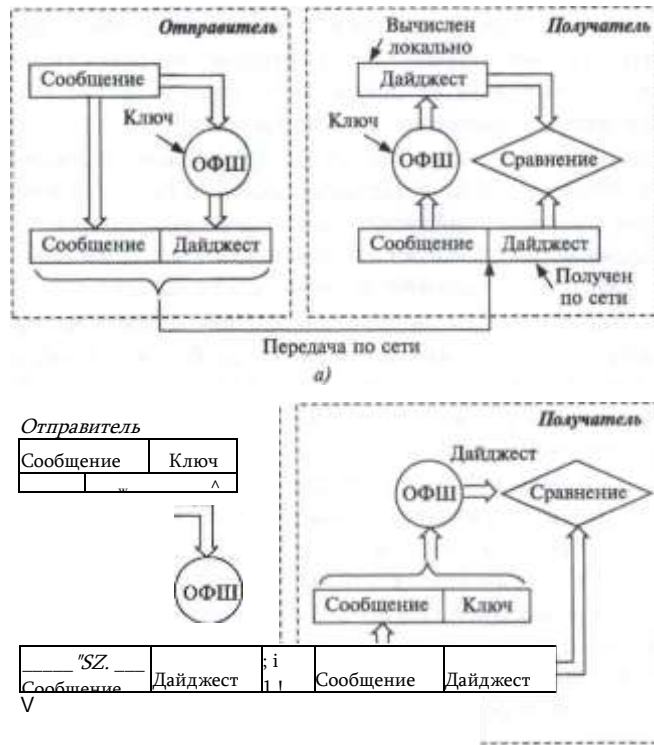 Отправитель
Вычислен
локально
Получатель
Сообщение
Дайджест
Ключ
Ключ
ОФШ
ОФШ
Сравнение
Сообщение Дайджест
Сообщение Дайджест
Получен
по сети
Передача по сети
а)
Отправитель
Получатель
Сообщение Ключ
Дайджест
ОФШ
Сравнение
ОФШ
Сообщение Ключ
"SZ.
Сообщение Дайджест ; i Сообщение Дайджест
V